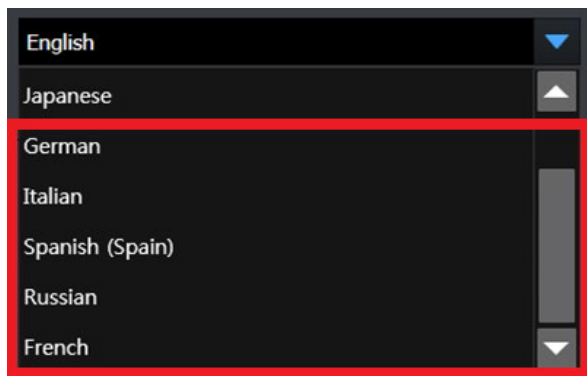 English
Japanese
German
Italian
Spanish (Spain)
Russian
French